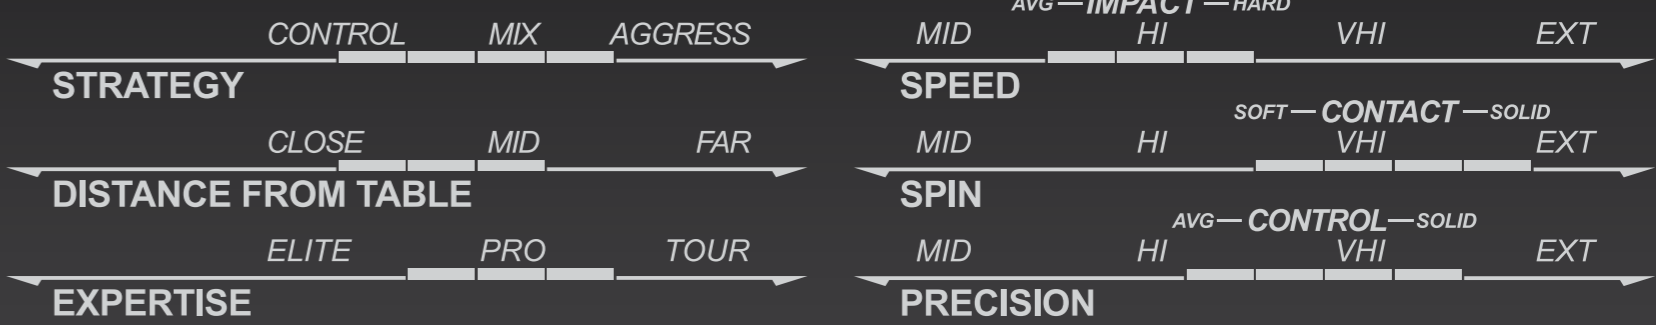 CONTROL MIX AGGRESS
STRATEGY
CLOSE MID FAR
DISTANCE FROM TABLE
ELITE PRO TOUR
EXPERTISE
AVG — IMPACT — HARD
MID HI VHI EXT
SPEED
SOFT — CONTACT — SOLID
MID HI VHI EXT
SPIN
AVG — CONTROL — SOLID
MID HI VHI EXT
PRECISION